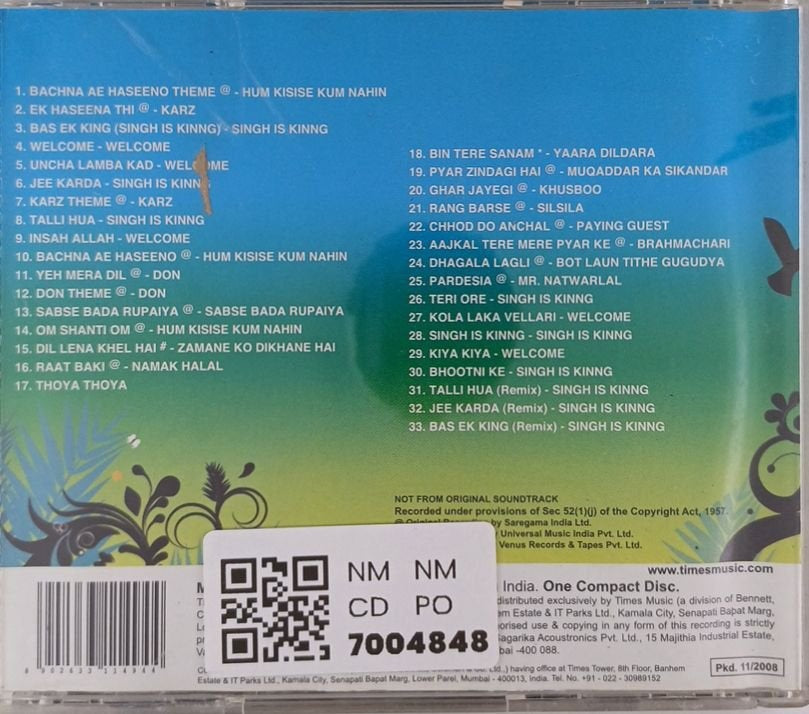 1. BACHNA AE HASEENO THEME @ - HUM KISISE KUM NAHIN
2. EK HASEENA THI @ - KARZ
3. BAS EK KING (SINGH IS KINNG) - SINGH IS KINNG
4. WELCOME - WELCOME
5. UNCHA LAMBA KAD - WELCOME
6. JEE KARDA - SINGH IS KINNG
7. KARZ THEME @ - KARZ
8. TALLI HUA - SINGH IS KINNG
9. INSAH ALLAH - WELCOME
10. BACHNA AE HASEENO @ - HUM KISISE KUM NAHIN
11. YEH MERA DIL @ - DON
12. DON THEME @ - DON
13. SABSE BADA RUPAIYA @ - SABSE BADA RUPAIYA
14. OM SHANTI OM @ - HUM KISISE KUM NAHIN
15. DIL LENA KHEL HAI # - ZAMANE KO DIKHANE HAI
16. RAAT BAKI @ - NAMAK HALAL
17. THOYA THOYA
18. BIN TERE SANAM * - YAARA DILDARA
19. PYAR ZINDAGI HAI @ - MUQADDAR KA SIKANDAR
20. GHAR JAYEGI @ - KHUSBOO
21. RANG BARSE @ - SILSILA
22. CHHOD DO ANCHAL @ - PAYING GUEST
23. AAJKAL TERE MERE PYAR KE @ - BRAHMACHARI
24. DHAGALA LAGLI @ - BOT LAUN TITHE GUGUDYA
25. PARDESIA @ - MR. NATWARLAL
26. TERI ORE - SINGH IS KINNG
27. KOLA LAKA VELLARI - WELCOME
28. SINGH IS KINNG - SINGH IS KINNG
29. KIYA KIYA - WELCOME
30. BHOOTNI KE - SINGH IS KINNG
31. TALLI HUA (Remix) - SINGH IS KINNG
32. JEE KARDA (Remix) - SINGH IS KINNG
33. BAS EK KING (Remix) - SINGH IS KINNG
NOT FROM ORIGINAL SOUNDTRACK
Recorded under provisions of Sec 52(1)(j) of the Copyright Act, 1957.
@ Original Recording by Saregama India Ltd.
Universal Music India Pvt. Ltd.
Venus Records & Tapes Pvt. Ltd.
www.timesmusic.com
India. One Compact Disc.
distributed exclusively by Times Music (a division of Bennett,
Estate & IT Parks Ltd., Kamala City, Senapati Bapat Marg,
use & copying in any form of this recording is strictly
Sagarika Acoustronics Pvt. Ltd., 15 Majithia Industrial Estate,
-400 088.
having office at Times Tower, 8th Floor, Banhem
Estate & IT Parks Ltd., Kamala City, Senapati Bapat Marg, Lower Parel, Mumbai - 400013, India. Tel. No. +91 - 022 - 30989152
Pkd. 11/2008
NM NM
CD PO
7004848
8 902633 114944